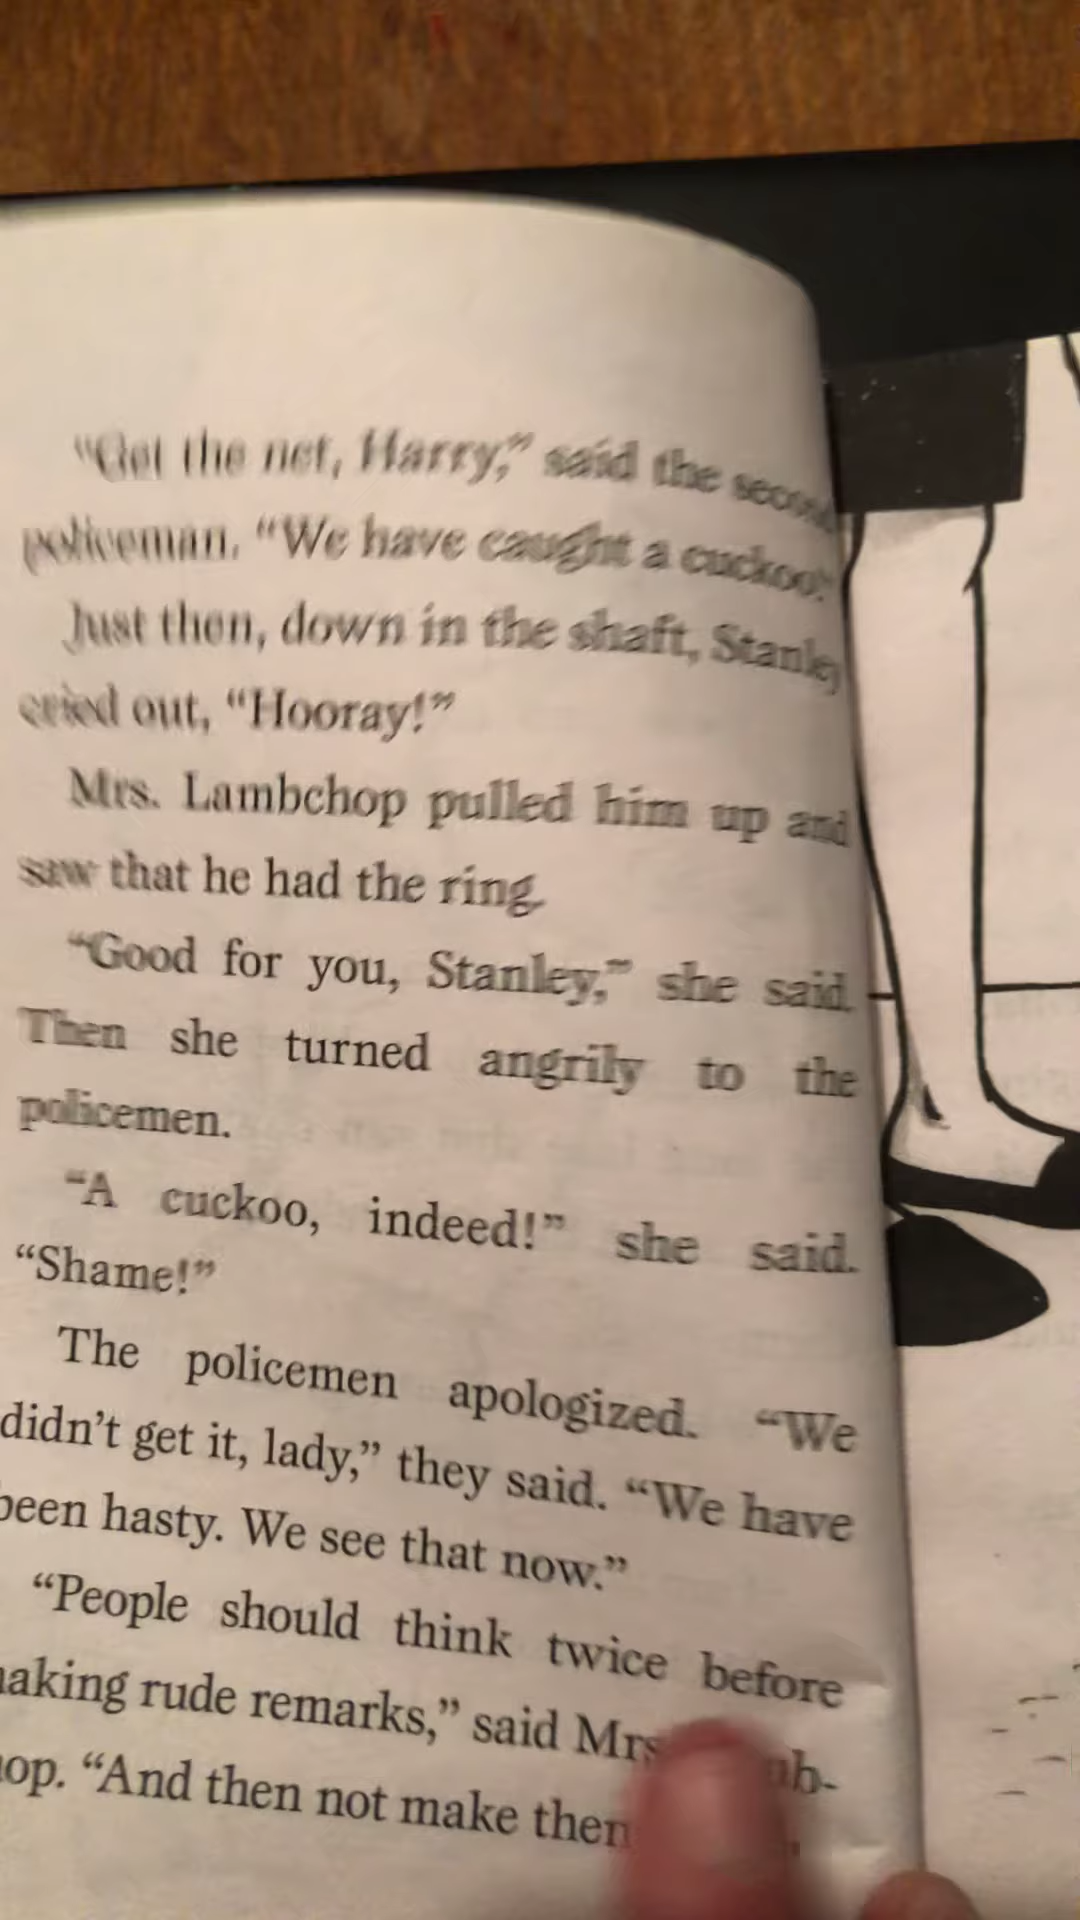 “Get the net, Harry,” said the second
policeman. “We have caught a cuckoo!”
Just then, down in the shaft, Stanley
cried out, “Hooray!”
Mrs. Lambchop pulled him up and
saw that he had the ring.
“Good for you, Stanley,” she said.
Then she turned angrily to the
policemen.
“A cuckoo, indeed!” she said.
“Shame!”
The policemen apologized. “We
didn’t get it, lady,” they said. “We have
been hasty. We see that now.”
“People should think twice before
making rude remarks,” said Mrs
“And then not make